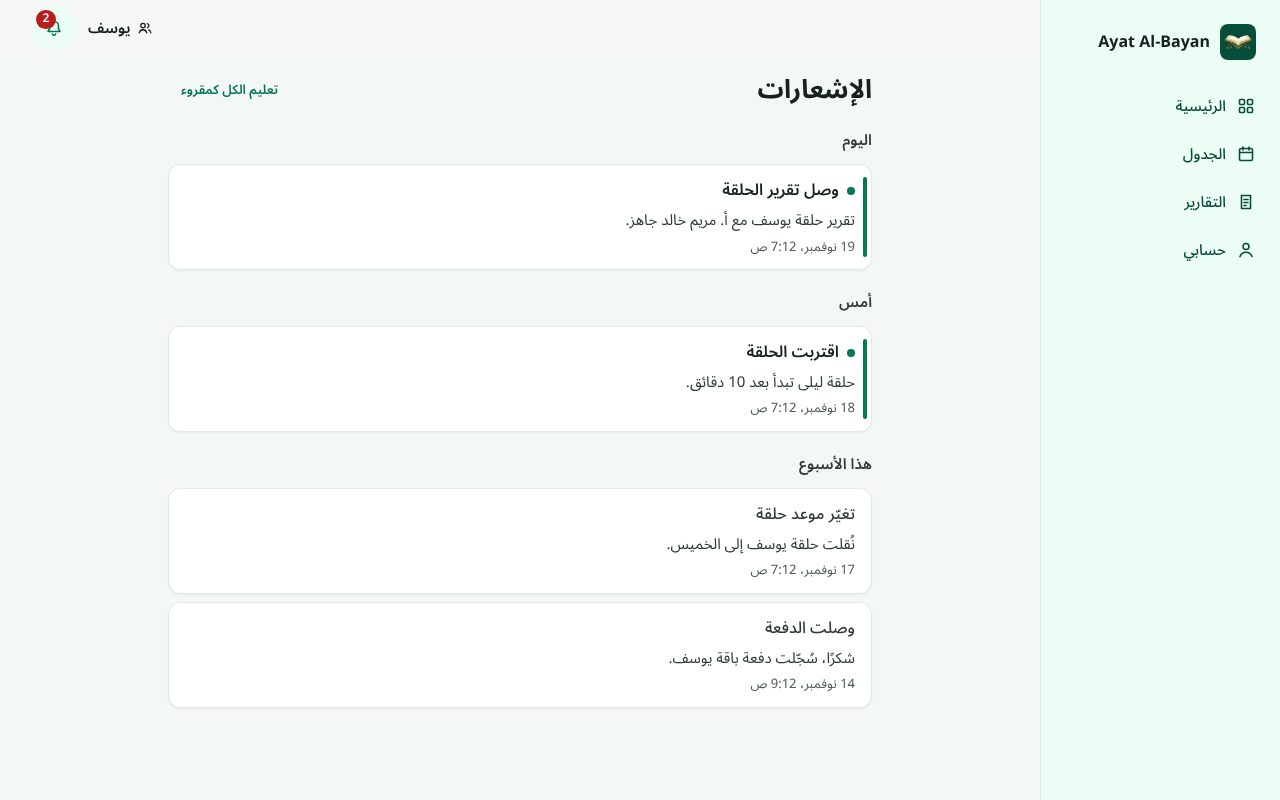 Ayat Al-Bayan
الرئيسية
الجدول
التقارير
حسابي
يوسف
2
الإشعارات
تعليم الكل كمقروء
اليوم
وصل تقرير الحلقة
تقرير حلقة يوسف مع أ. مريم خالد جاهز.
19 نوفمبر، 7:12 ص
أمس
اقتربت الحلقة
حلقة ليلى تبدأ بعد 10 دقائق.
18 نوفمبر، 7:12 ص
هذا الأسبوع
تغيّر موعد حلقة
نُقلت حلقة يوسف إلى الخميس.
17 نوفمبر، 7:12 ص
وصلت الدفعة
شكرًا، سُجّلت دفعة باقة يوسف.
14 نوفمبر، 9:12 ص